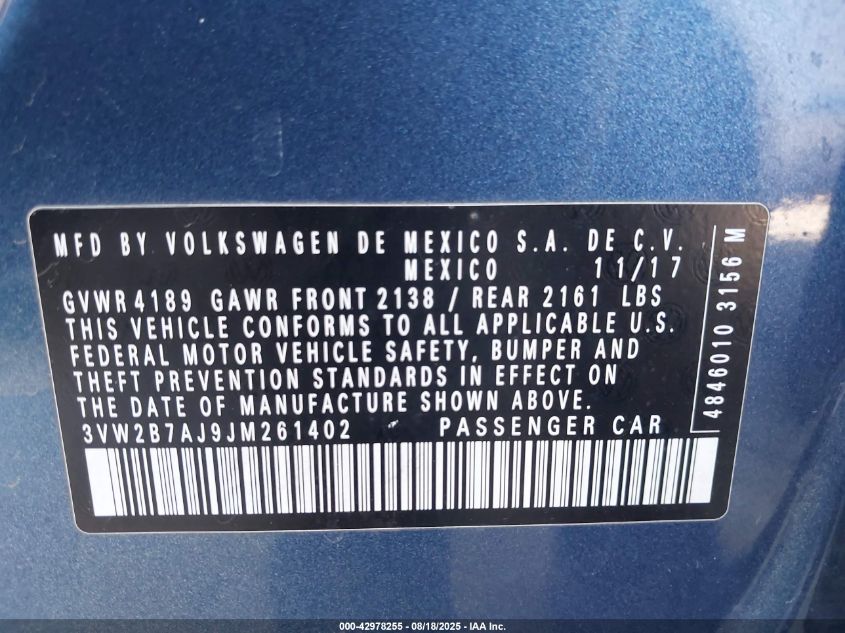 MFD BY VOLKSWAGEN DE MEXICO S.A. DE C.V.
MEXICO 11/17
GVWR 4189 GAWR FRONT 2138 / REAR 2161 LBS
THIS VEHICLE CONFORMS TO ALL APPLICABLE U.S.
FEDERAL MOTOR VEHICLE SAFETY, BUMPER AND
THEFT PREVENTION STANDARDS IN EFFECT ON
THE DATE OF MANUFACTURE SHOWN ABOVE.
3VW2B7AJ9JM261402 PASSENGER CAR
4846010 3156 M
000-42978255 - 08/18/2025 - IAA Inc.